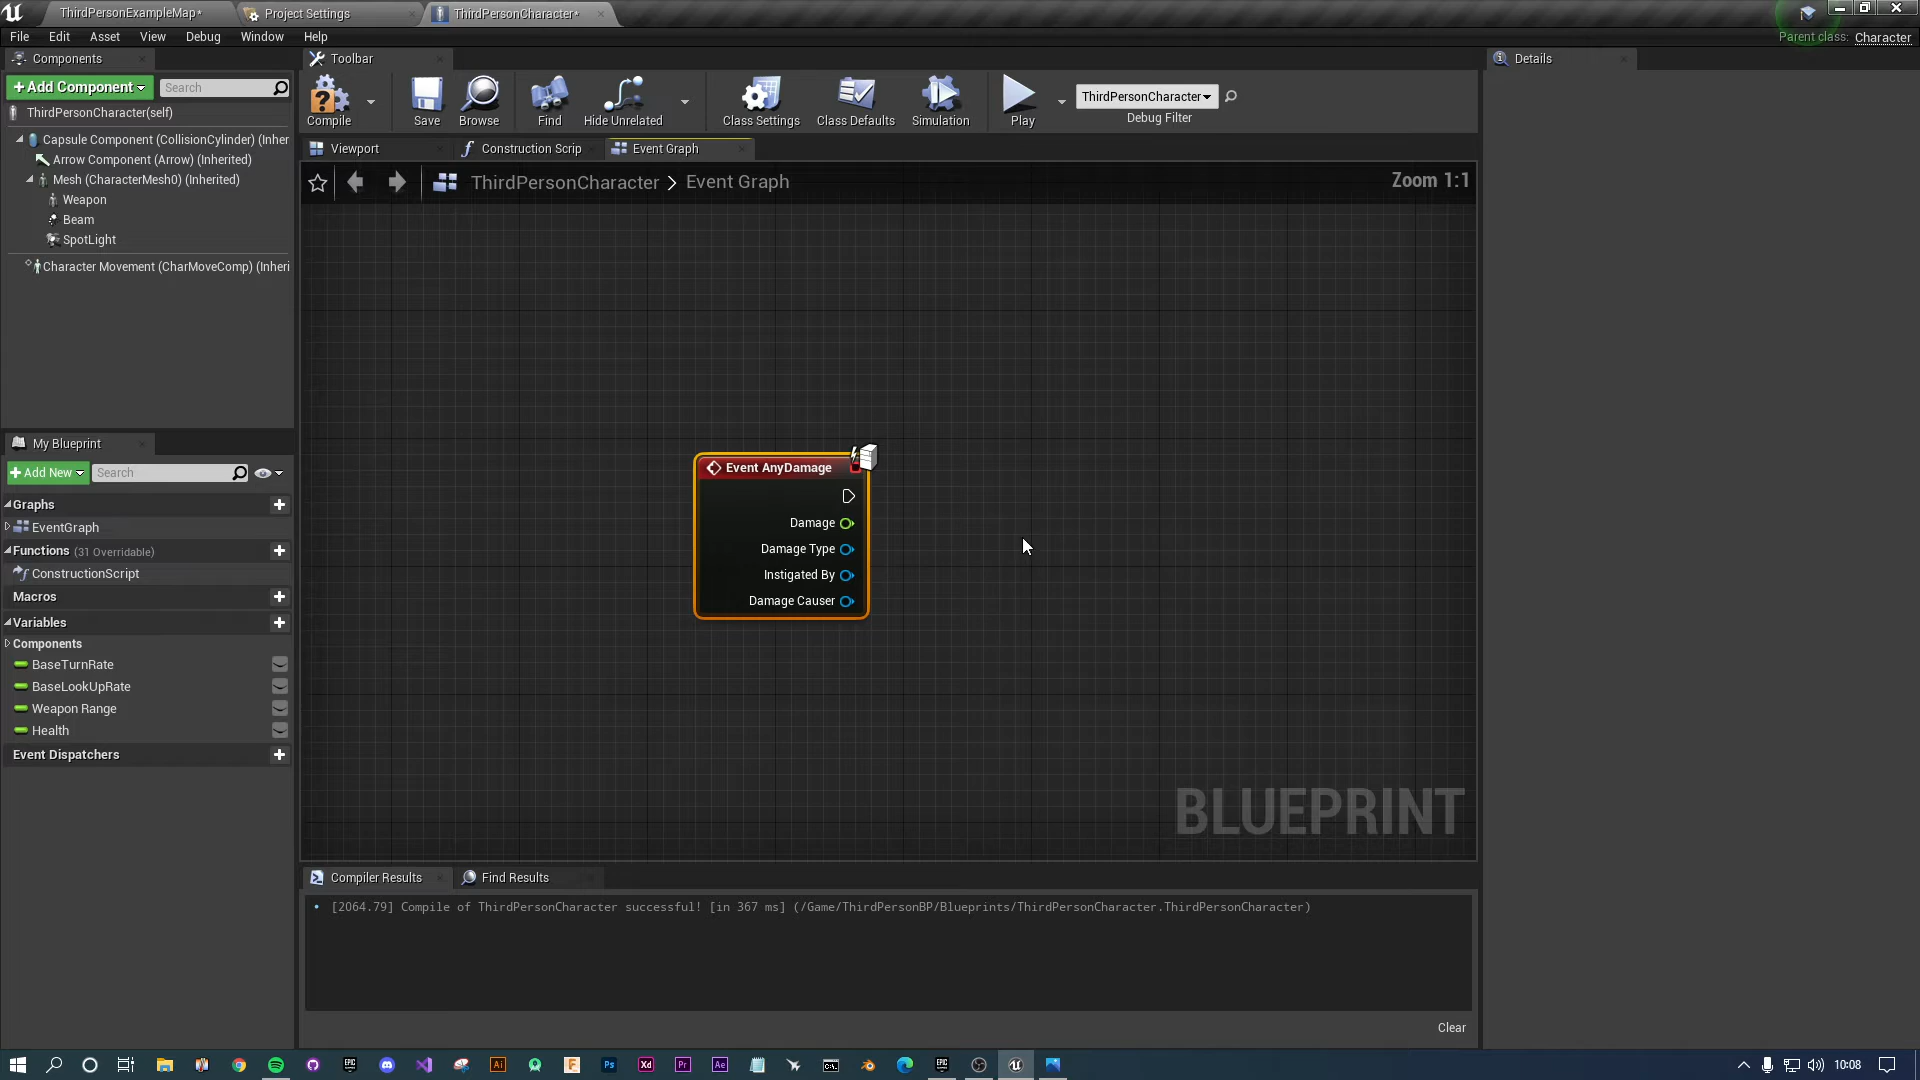 ThirdPersonExampleMap*
Project Settings
ThirdPersonCharacter*
File Edit Asset View Debug Window Help
Parent class: Character
Components
+Add Component
Search
ThirdPersonCharacter(self)
Capsule Component (CollisionCylinder) (Inher
Arrow Component (Arrow) (Inherited)
Mesh (CharacterMesh0) (Inherited)
Weapon
Beam
SpotLight
Character Movement (CharMoveComp) (Inheri
Toolbar
Compile
Save
Browse
Find
Hide Unrelated
Class Settings
Class Defaults
Simulation
Play
ThirdPersonCharacter
Debug Filter
Viewport
Construction Scrip
Event Graph
ThirdPersonCharacter > Event Graph
Zoom 1:1
Event AnyDamage
Damage
Damage Type
Instigated By
Damage Causer
BLUEPRINT
Details
My Blueprint
+Add New
Search
Graphs
EventGraph
Functions (31 Overridable)
ConstructionScript
Macros
Variables
Components
BaseTurnRate
BaseLookUpRate
Weapon Range
Health
Event Dispatchers
Compiler Results
Find Results
[2064.79] Compile of ThirdPersonCharacter successful! [in 367 ms] (/Game/ThirdPersonBP/Blueprints/ThirdPersonCharacter.ThirdPersonCharacter)
Clear
Ai
Ps
Xd
Pr
Ae
10:08